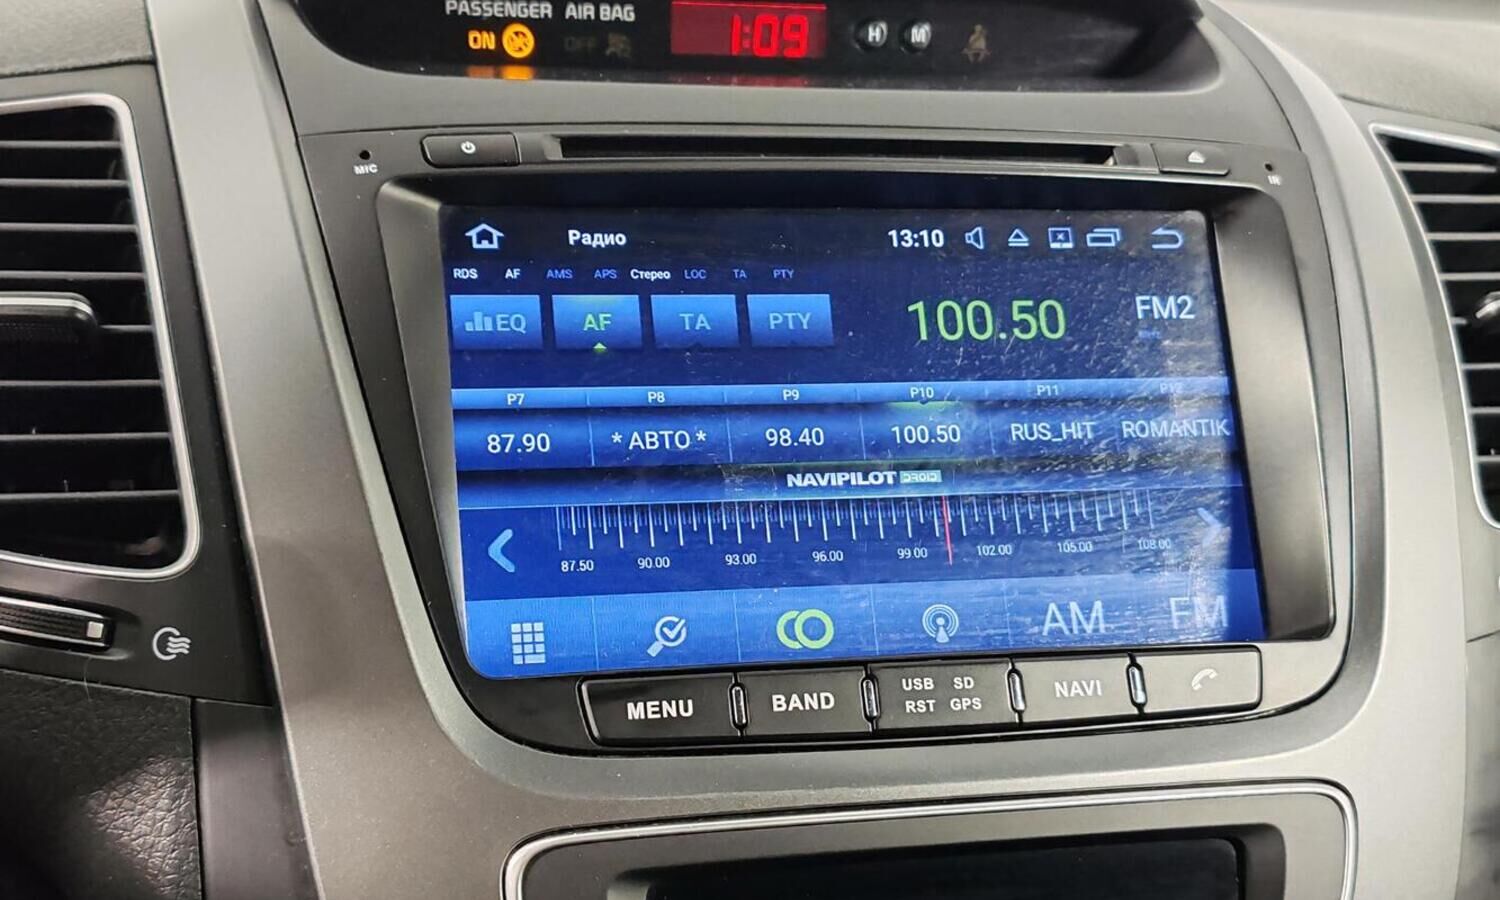 PASSENGER AIR BAG
ON OFF
1:09
H M
MIC
IR
Радио 13:10
RDS AF AMS APS Стерео LOC TA PTY
EQ AF TA PTY 100.50 FM2
P7 P8 P9 P10 P11 P12
87.90 *АВТО* 98.40 100.50 RUS_HIT ROMANTIK
NAVIPILOT DROID
87.50 90.00 93.00 96.00 99.00 102.00 105.00 108.00
AM FM
MENU BAND USB SD NAVI
RST GPS